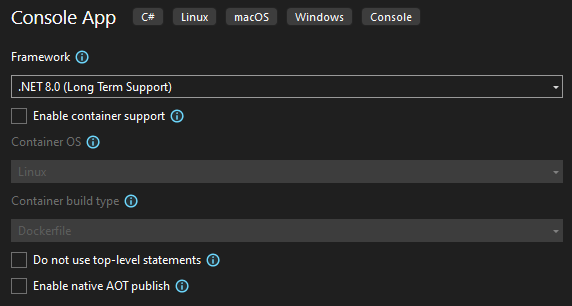 Console App C# Linux macOS Windows Console
Framework
.NET 8.0 (Long Term Support)
Enable container support
Container OS
Linux
Container build type
Dockerfile
Do not use top-level statements
Enable native AOT publish